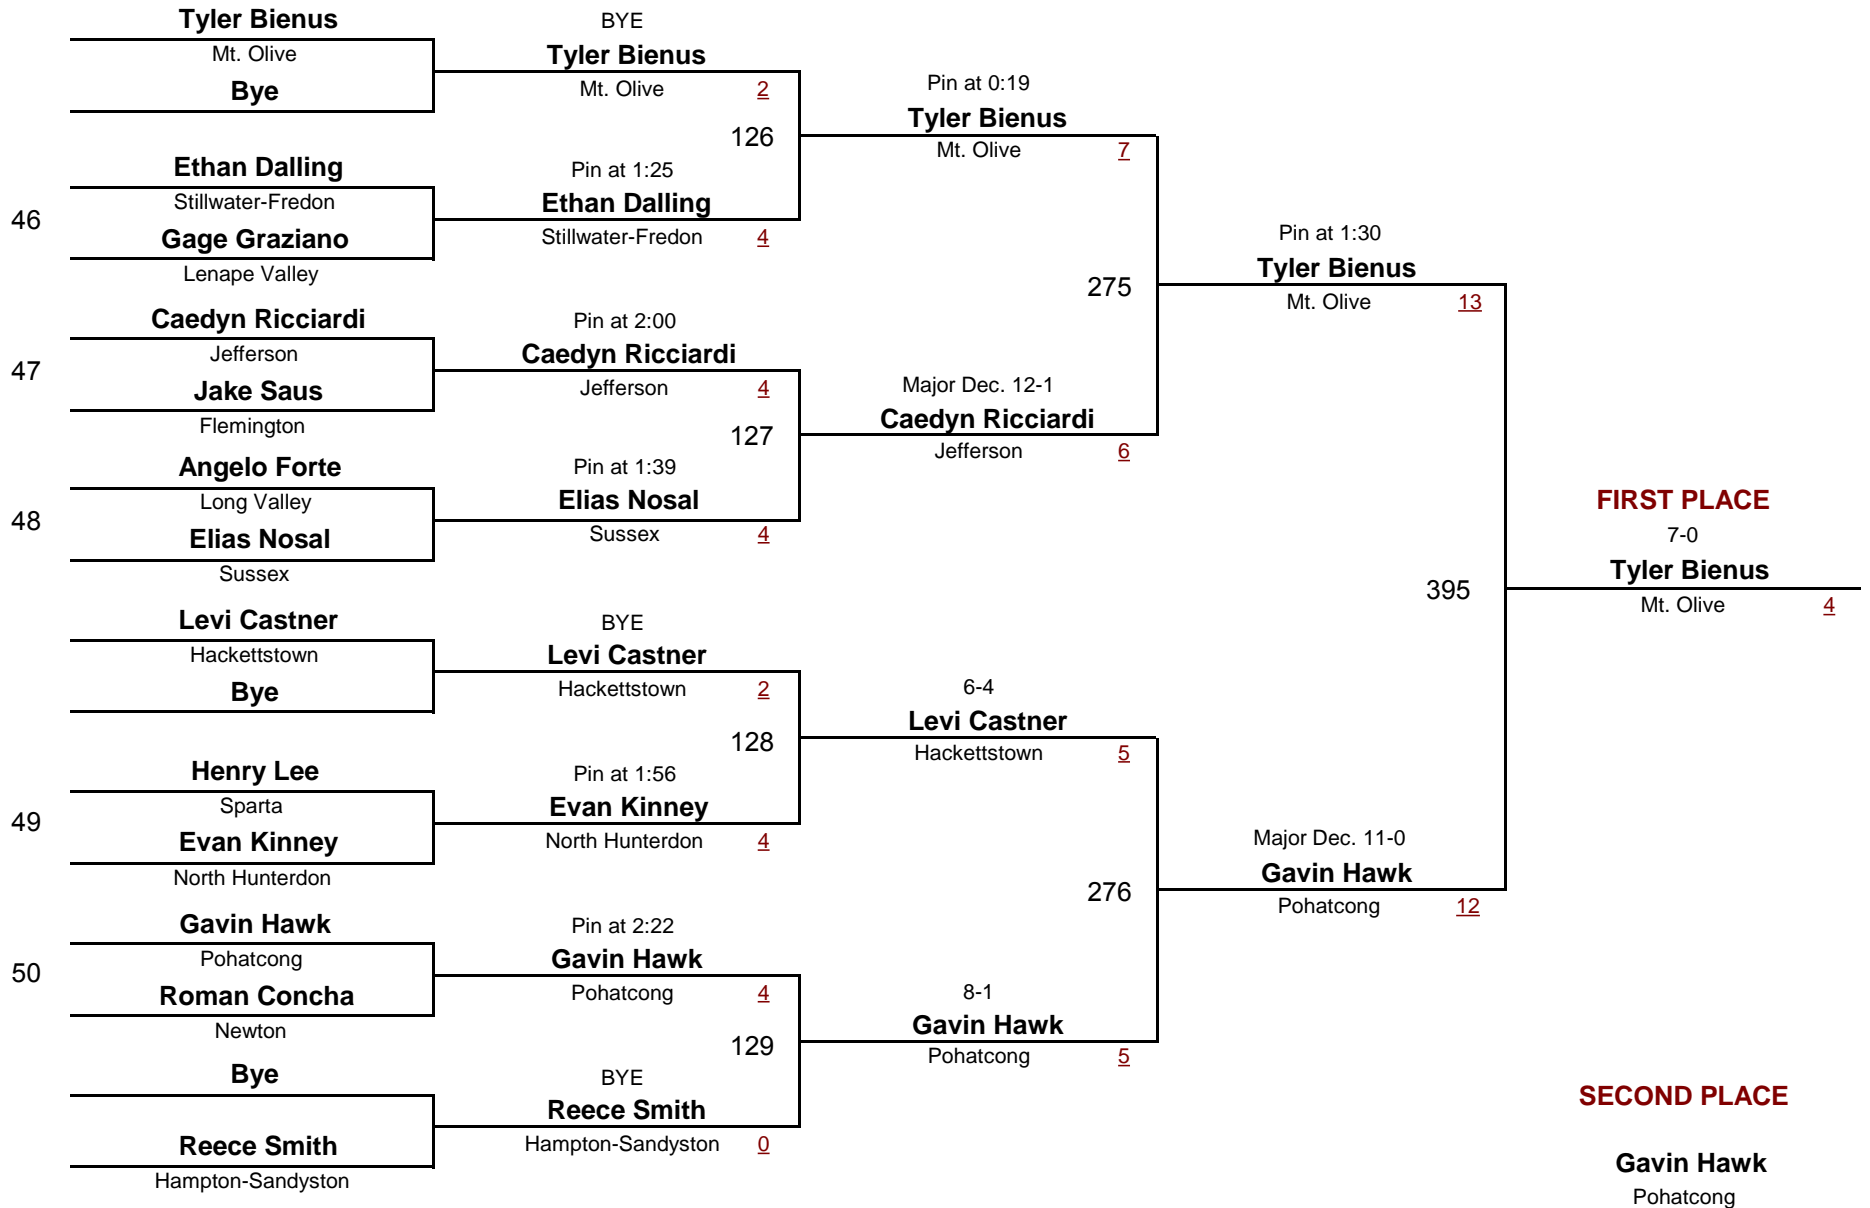 Tyler Bienus
Mt. Olive
Bye
46
Ethan Dalling
Stillwater-Fredon
Gage Graziano
Lenape Valley
47
Caedyn Ricciardi
Jefferson
Jake Saus
Flemington
48
Angelo Forte
Long Valley
Elias Nosal
Sussex
Levi Castner
Hackettstown
Bye
49
Henry Lee
Sparta
Evan Kinney
North Hunterdon
50
Gavin Hawk
Pohatcong
Roman Concha
Newton
Bye
Reece Smith
Hampton-Sandyston
BYE
Tyler Bienus
Mt. Olive 2
126
Pin at 1:25
Ethan Dalling
Stillwater-Fredon 4
Pin at 2:00
Caedyn Ricciardi
Jefferson 4
127
Pin at 1:39
Elias Nosal
Sussex 4
BYE
Levi Castner
Hackettstown 2
128
Pin at 1:56
Evan Kinney
North Hunterdon 4
Pin at 2:22
Gavin Hawk
Pohatcong 4
129
BYE
Reece Smith
Hampton-Sandyston 0
Pin at 0:19
Tyler Bienus
Mt. Olive 7
275
Major Dec. 12-1
Caedyn Ricciardi
Jefferson 6
6-4
Levi Castner
Hackettstown 5
276
8-1
Gavin Hawk
Pohatcong 5
Pin at 1:30
Tyler Bienus
Mt. Olive 13
395
Major Dec. 11-0
Gavin Hawk
Pohatcong 12
FIRST PLACE
7-0
Tyler Bienus
Mt. Olive 4
SECOND PLACE
Gavin Hawk
Pohatcong